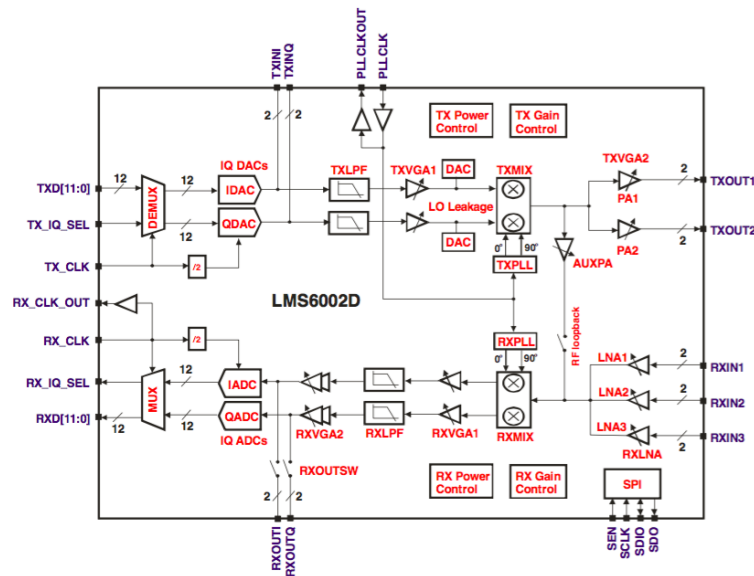 TXINI
TXINQ
PLLCLKOUT
PLLCLK
TX Power
Control
TX Gain
Control
IQ DACs
TXLPF
TXVGA1
DAC
TXMIX
TXVGA2
TXD[11:0]
12
DEMUX
12
IDAC
2
2
2
TXOUT1
LO Leakage
PA1
TX_IQ_SEL
12
QDAC
DAC
0°
90°
2
TXOUT2
PA2
TX_CLK
/2
TXPLL
AUXPA
RX_CLK_OUT
LMS6002D
RX_CLK
/2
RXPLL
0°
90°
RF loopback
LNA1
2
RXIN1
RX_IQ_SEL
MUX
12
IADC
LNA2
2
RXIN2
RXD[11:0]
12
12
QADC
IQ ADCs
RXVGA2
RXLPF
RXVGA1
RXMIX
LNA3
RXLNA
2
RXIN3
RXOUTSW
RX Power
Control
RX Gain
Control
SPI
2
2
RXOUTI
RXOUTQ
SEN
SCLK
SDIO
SDO